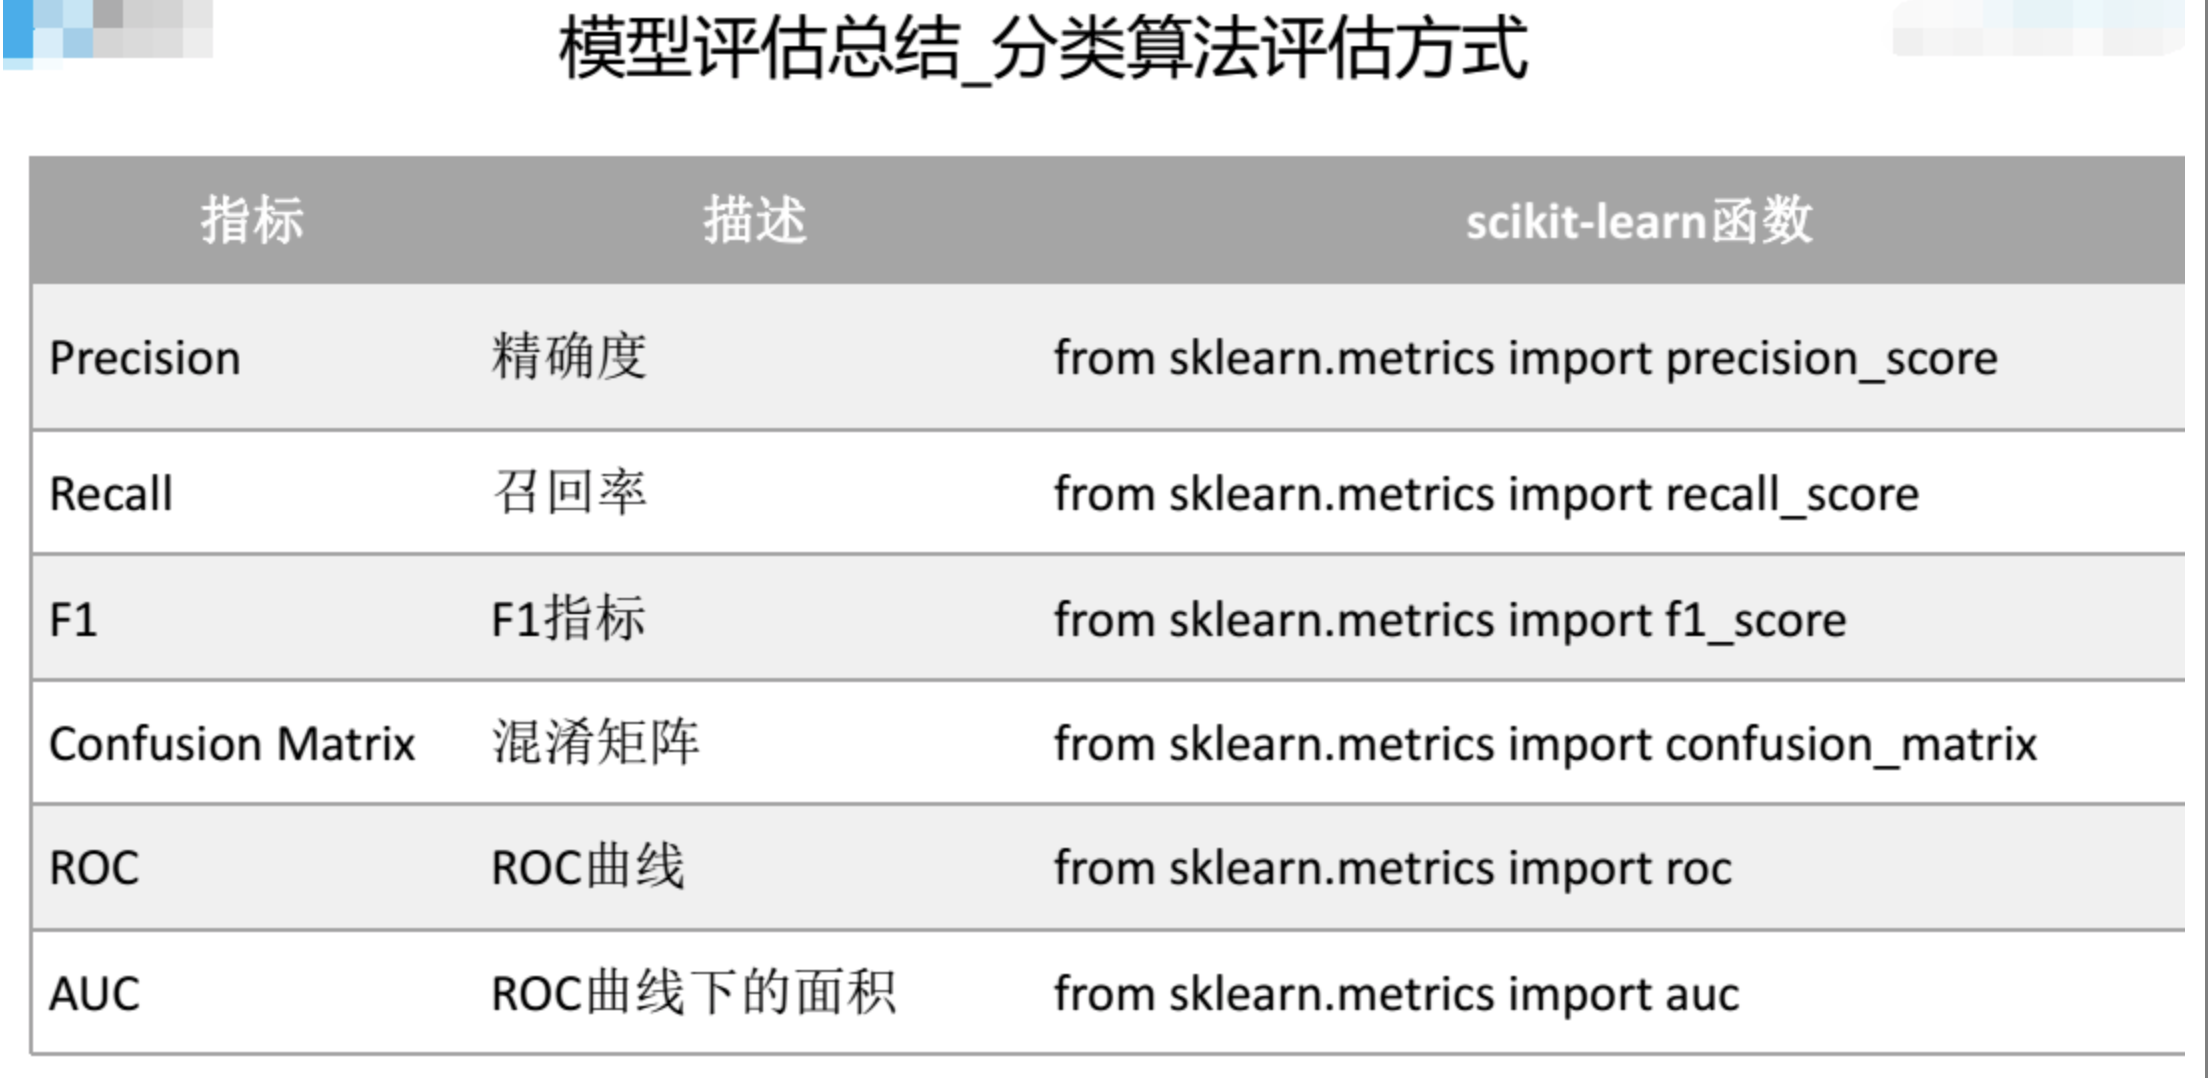 模型评估总结_分类算法评估方式
指标 描述 scikit-learn函数
Precision 精确度 from sklearn.metrics import precision_score
Recall 召回率 from sklearn.metrics import recall_score
F1 F1指标 from sklearn.metrics import f1_score
Confusion Matrix 混淆矩阵 from sklearn.metrics import confusion_matrix
ROC ROC曲线 from sklearn.metrics import roc
AUC ROC曲线下的面积 from sklearn.metrics import auc